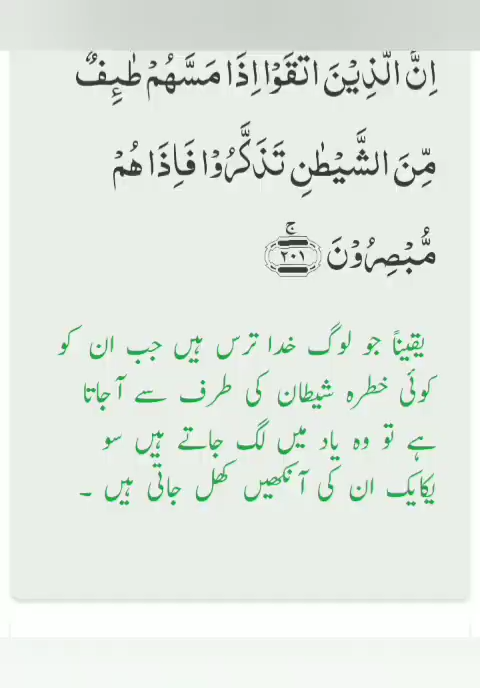 اِنَّ الَّذِيْنَ اتَّقَوْا اِذَا مَسَّهُمْ طٰٓئِفٌ
مِّنَ الشَّيْطٰنِ تَذَكَّرُوْا فَاِذَا هُمْ
مُّبْصِرُوْنَ ۚ ﴿۲۰۱﴾
یقیناً جو لوگ خدا ترس ہیں جب ان کو
کوئی خطرہ شیطان کی طرف سے آجاتا
ہے تو وہ یاد میں لگ جاتے ہیں سو
یکایک ان کی آنکھیں کھل جاتی ہیں ۔